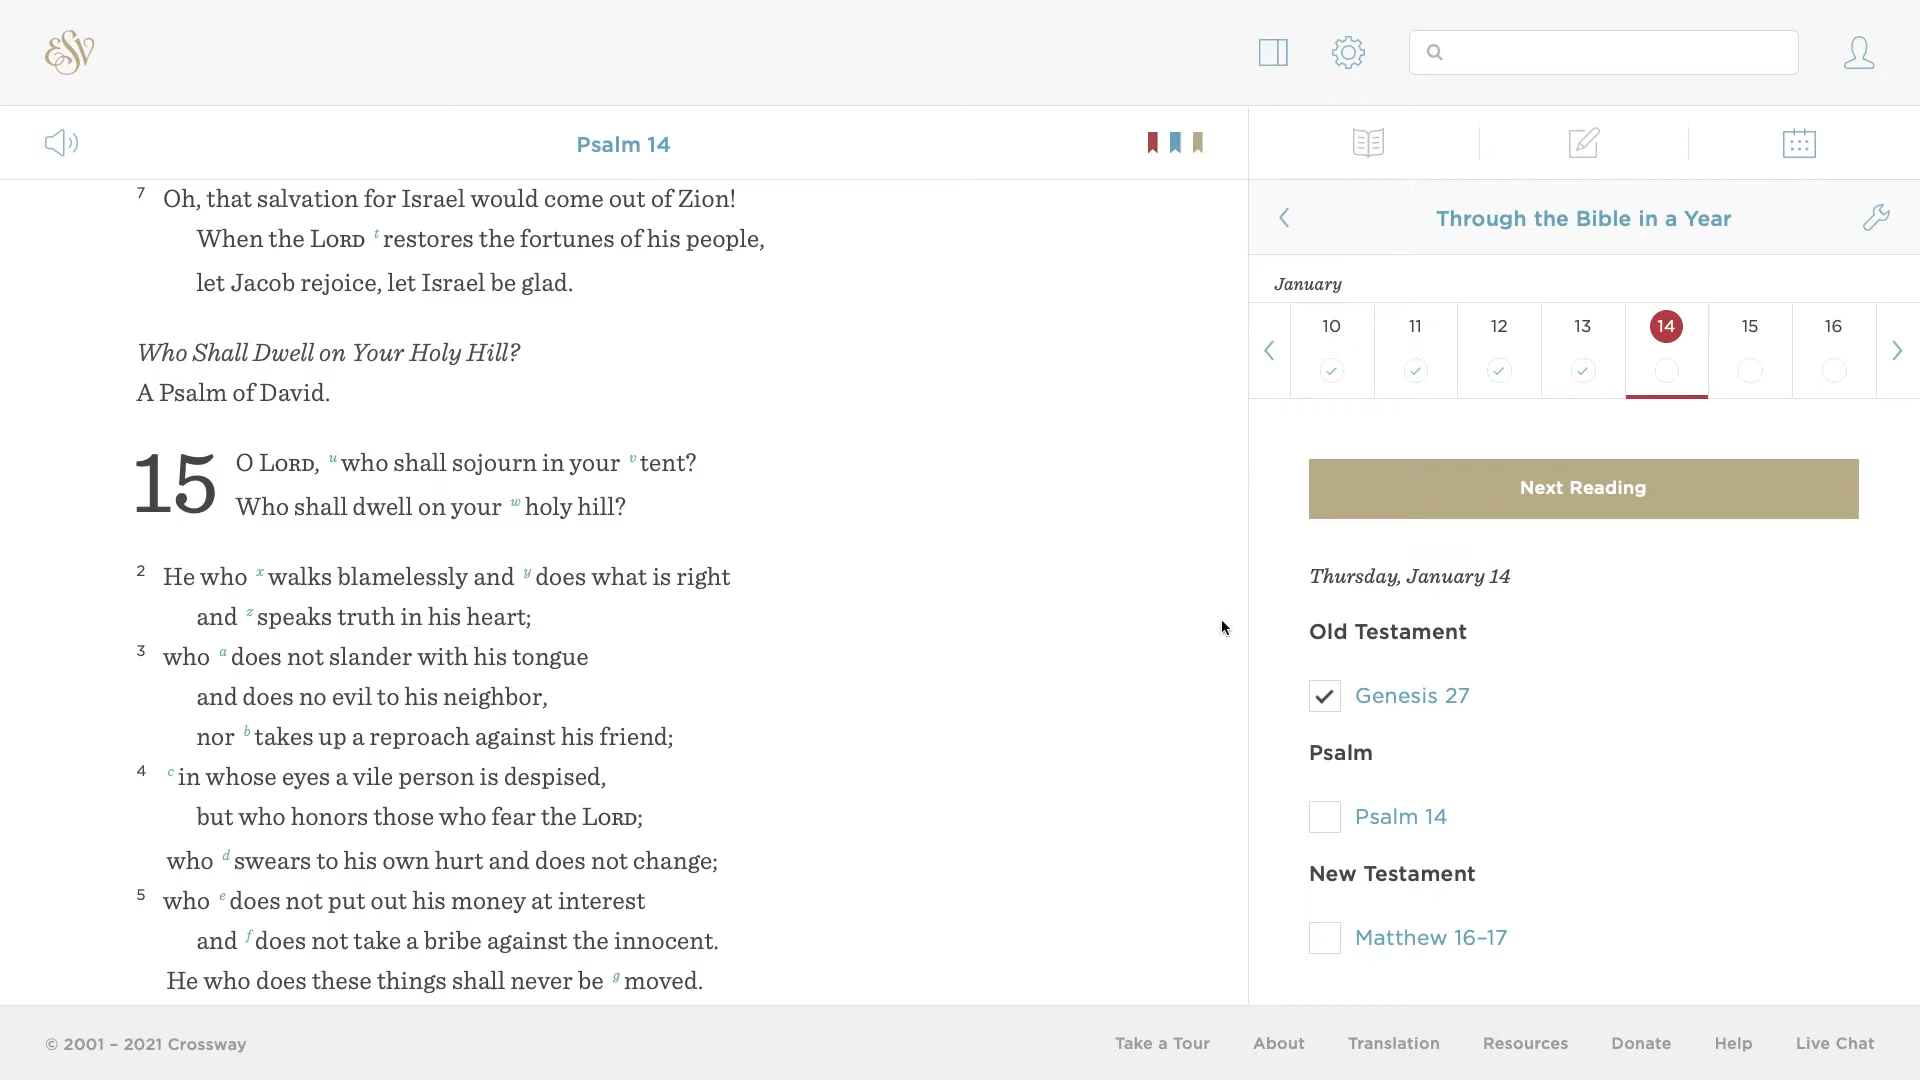 ESV
Psalm 14
7 Oh, that salvation for Israel would come out of Zion!
When the LORD t restores the fortunes of his people,
let Jacob rejoice, let Israel be glad.
Who Shall Dwell on Your Holy Hill?
A Psalm of David.
15 O LORD, u who shall sojourn in your v tent?
Who shall dwell on your w holy hill?
2 He who x walks blamelessly and y does what is right
and z speaks truth in his heart;
3 who a does not slander with his tongue
and does no evil to his neighbor,
nor b takes up a reproach against his friend;
4 c in whose eyes a vile person is despised,
but who honors those who fear the LORD;
who d swears to his own hurt and does not change;
5 who e does not put out his money at interest
and f does not take a bribe against the innocent.
He who does these things shall never be g moved.
Through the Bible in a Year
January
10 11 12 13 14 15 16
Next Reading
Thursday, January 14
Old Testament
Genesis 27
Psalm
Psalm 14
New Testament
Matthew 16–17
© 2001 – 2021 Crossway
Take a Tour About Translation Resources Donate Help Live Chat